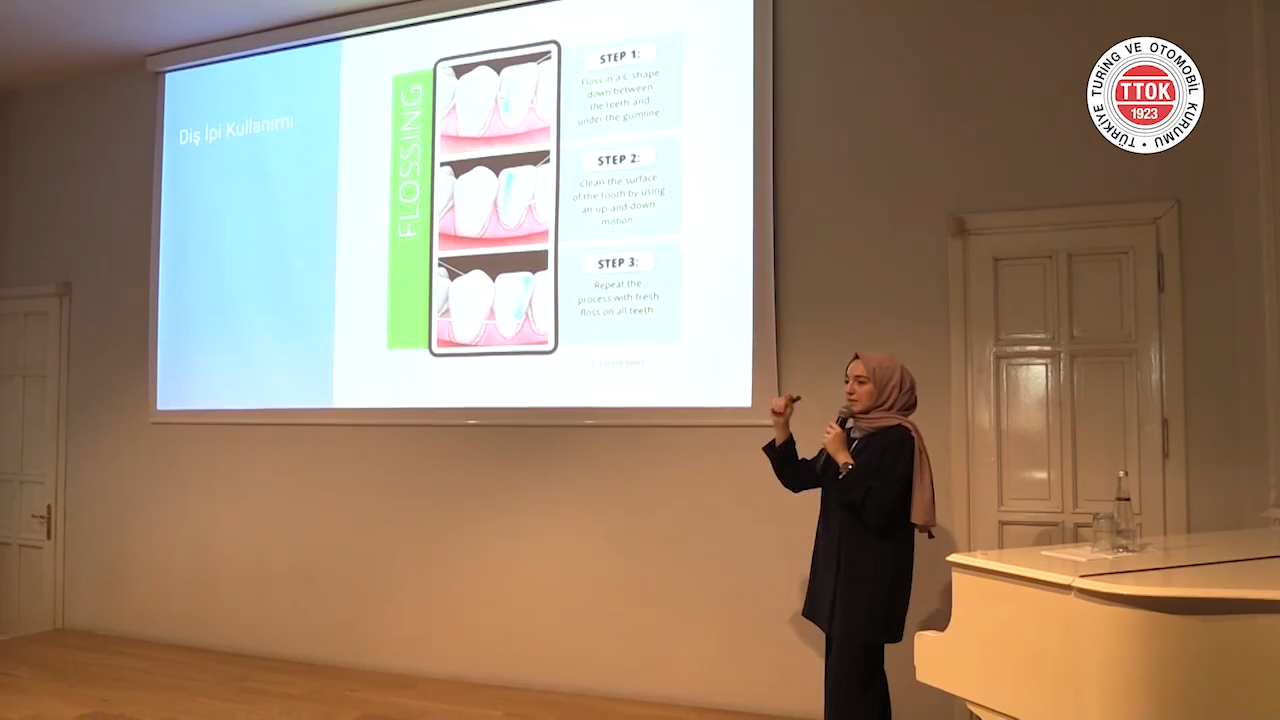 Diş İpi Kullanımı
FLOSSING
STEP 1:
Floss in a C shape
down between
the teeth and
under the gumline
STEP 2:
Clean the surface
of the tooth by using
an up-and-down
motion
STEP 3:
Repeat the
process with fresh
floss on all teeth.
TÜRKİYE TURİNG VE OTOMOBİL KURUMU
TTOK
1923